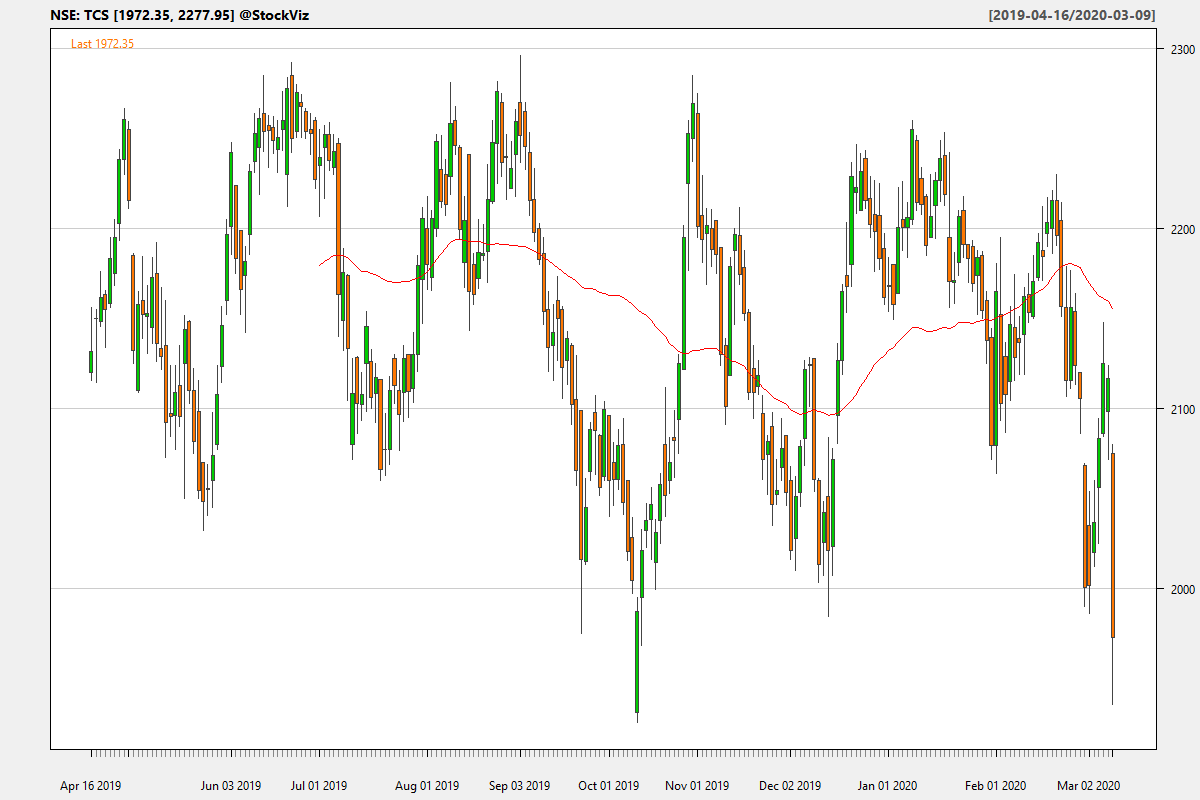 NSE: TCS [1972.35, 2277.95] @StockViz [2019-04-16/2020-03-09]
Last 1972.35
2300
2200
2100
2000
Apr 16 2019 Jun 03 2019 Jul 01 2019 Aug 01 2019 Sep 03 2019 Oct 01 2019 Nov 01 2019 Dec 02 2019 Jan 01 2020 Feb 01 2020 Mar 02 2020